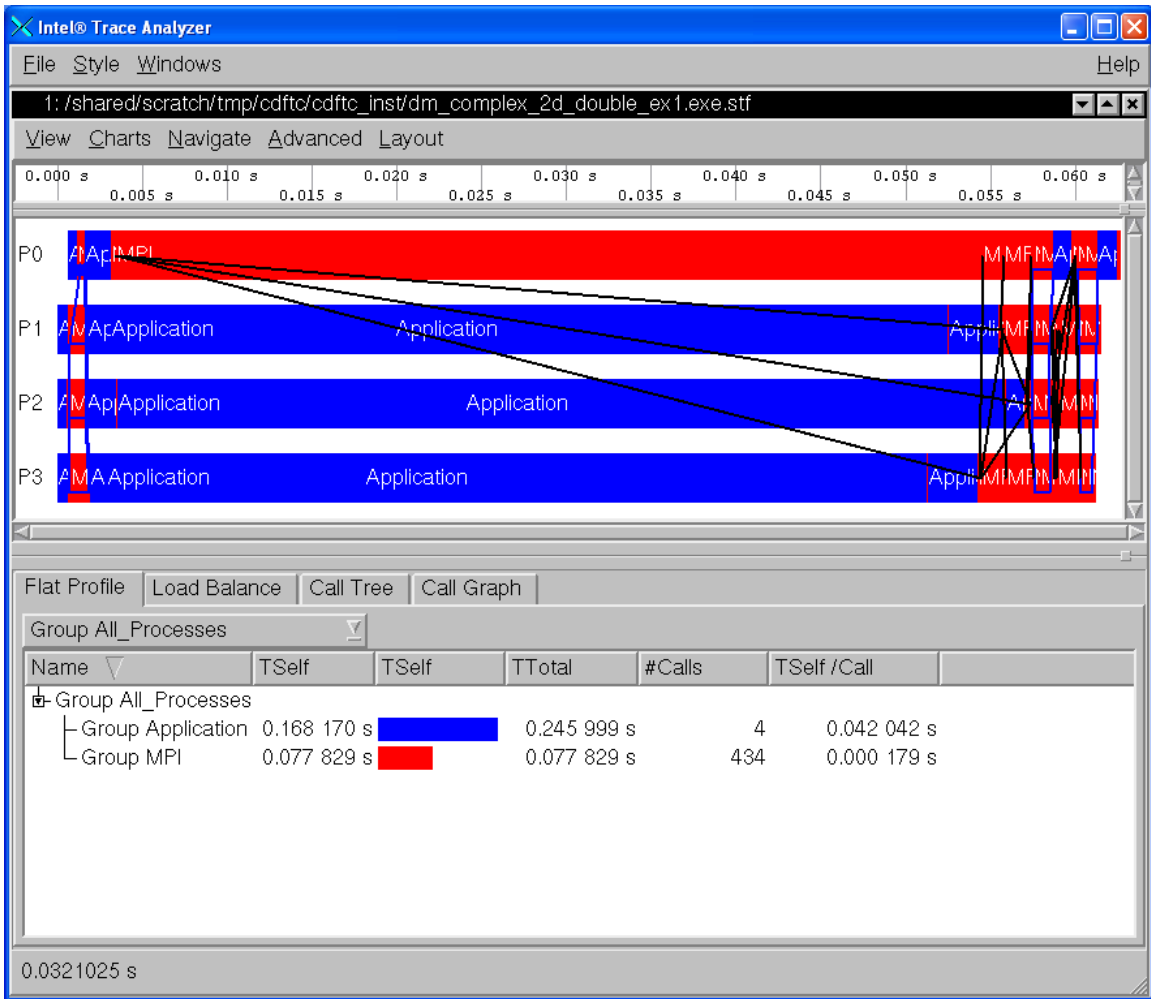 Intel® Trace Analyzer
File Style Windows Help
1: /shared/scratch/tmp/cdftc/cdftc_inst/dm_complex_2d_double_ex1.exe.stf
View Charts Navigate Advanced Layout
0.000 s 0.010 s 0.020 s 0.030 s 0.040 s 0.050 s 0.060 s
0.005 s 0.015 s 0.025 s 0.035 s 0.045 s 0.055 s
P0 Ap MPI
P1 Ap Application Application Appli
P2 Ap Application Application
P3 A Application Application Appli
Flat Profile Load Balance Call Tree Call Graph
Group All_Processes
Name TSelf TSelf TTotal #Calls TSelf /Call
Group All_Processes
Group Application 0.168 170 s 0.245 999 s 4 0.042 042 s
Group MPI 0.077 829 s 0.077 829 s 434 0.000 179 s
0.0321025 s